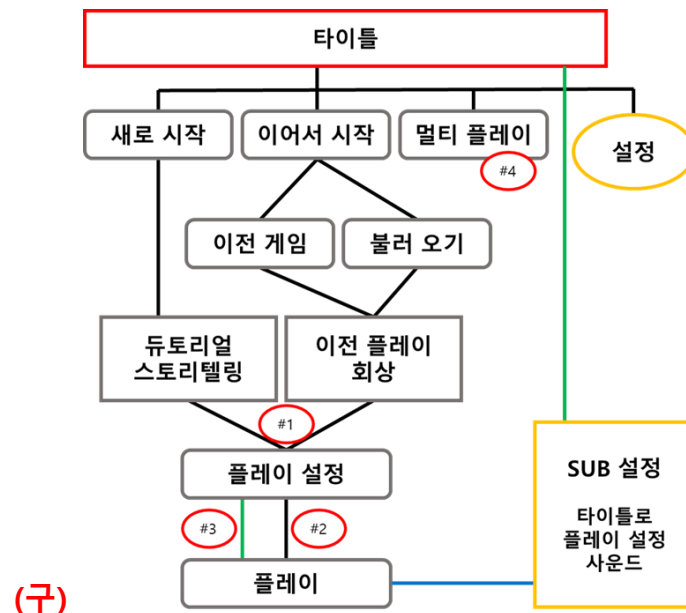 타이틀
새로 시작
이어서 시작
멀티 플레이
설정
#4
이전 게임
불러 오기
듀토리얼
스토리텔링
이전 플레이
회상
#1
플레이 설정
SUB 설정
타이틀로
플레이 설정
사운드
#3
#2
플레이
(구)